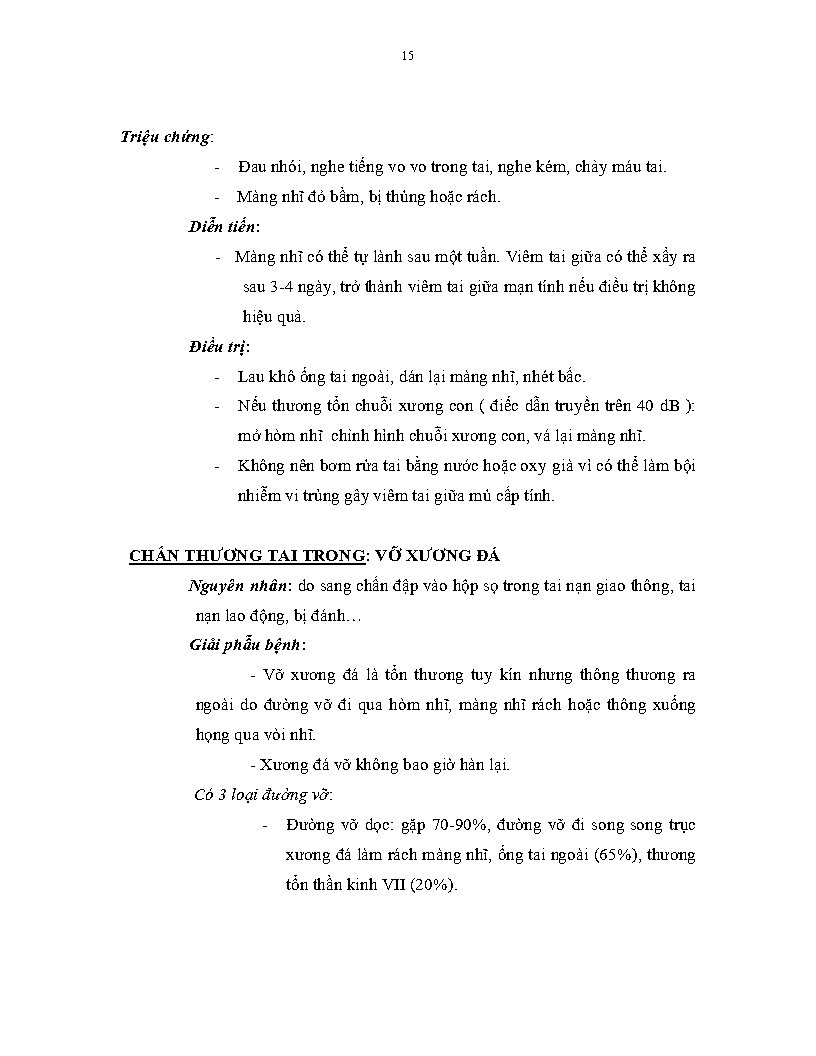 15
Triệu chứng:
- Đau nhói, nghe tiếng vo vo trong tai, nghe kém, chảy máu tai.
- Màng nhĩ đỏ bầm, bị thủng hoặc rách.
Diễn tiến:
- Màng nhĩ có thể tự lành sau một tuần. Viêm tai giữa có thể xẩy ra
sau 3-4 ngày, trở thành viêm tai giữa mạn tính nếu điều trị không
hiệu quả.
Điều trị:
- Lau khô ống tai ngoài, dán lại màng nhĩ, nhét bấc.
- Nếu thương tổn chuỗi xương con ( điếc dẫn truyền trên 40 dB ):
mở hòm nhĩ chỉnh hình chuỗi xương con, vá lại màng nhĩ.
- Không nên bơm rửa tai bằng nước hoặc oxy già vì có thể làm bội
nhiễm vi trùng gây viêm tai giữa mủ cấp tính.
CHẤN THƯƠNG TAI TRONG: VỠ XƯƠNG ĐÁ
Nguyên nhân: do sang chấn đập vào hộp sọ trong tai nạn giao thông, tai
nạn lao động, bị đánh…
Giải phẫu bệnh:
- Vỡ xương đá là tổn thương tuy kín nhưng thông thương ra
ngoài do đường vỡ đi qua hòm nhĩ, màng nhĩ rách hoặc thông xuống
họng qua vòi nhĩ.
- Xương đá vỡ không bao giờ hàn lại.
Có 3 loại đường vỡ:
- Đường vỡ dọc: gặp 70-90%, đường vỡ đi song song trục
xương đá làm rách màng nhĩ, ống tai ngoài (65%), thương
tổn thần kinh VII (20%).